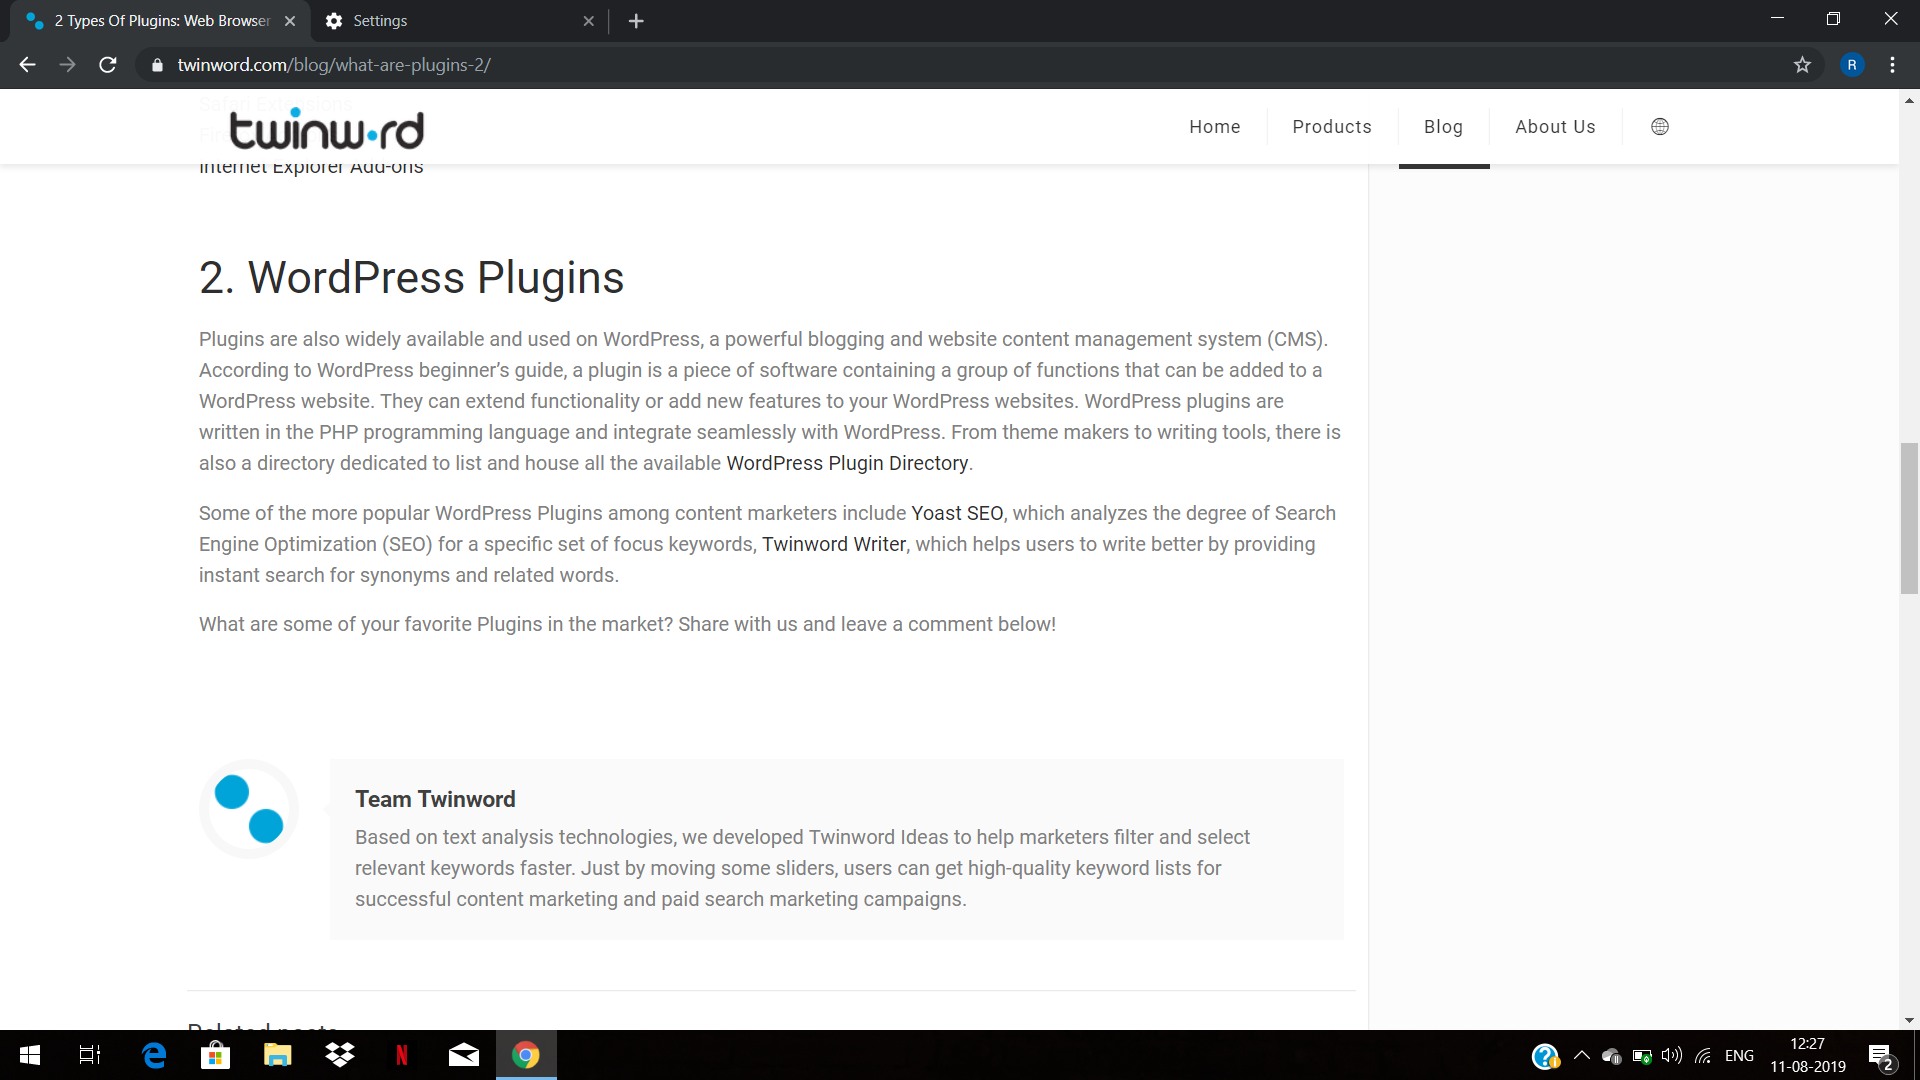 2 Types Of Plugins: Web Browser
Settings
twinword.com/blog/what-are-plugins-2/
R
Safari Extensions
twinword
Home
Products
Blog
About Us
Internet Explorer Add-ons
2. WordPress Plugins
Plugins are also widely available and used on WordPress, a powerful blogging and website content management system (CMS).
According to WordPress beginner’s guide, a plugin is a piece of software containing a group of functions that can be added to a
WordPress website. They can extend functionality or add new features to your WordPress websites. WordPress plugins are
written in the PHP programming language and integrate seamlessly with WordPress. From theme makers to writing tools, there is
also a directory dedicated to list and house all the available WordPress Plugin Directory.
Some of the more popular WordPress Plugins among content marketers include Yoast SEO, which analyzes the degree of Search
Engine Optimization (SEO) for a specific set of focus keywords, Twinword Writer, which helps users to write better by providing
instant search for synonyms and related words.
What are some of your favorite Plugins in the market? Share with us and leave a comment below!
Team Twinword
Based on text analysis technologies, we developed Twinword Ideas to help marketers filter and select
relevant keywords faster. Just by moving some sliders, users can get high-quality keyword lists for
successful content marketing and paid search marketing campaigns.
Related posts
ENG
12:27
11-08-2019
2